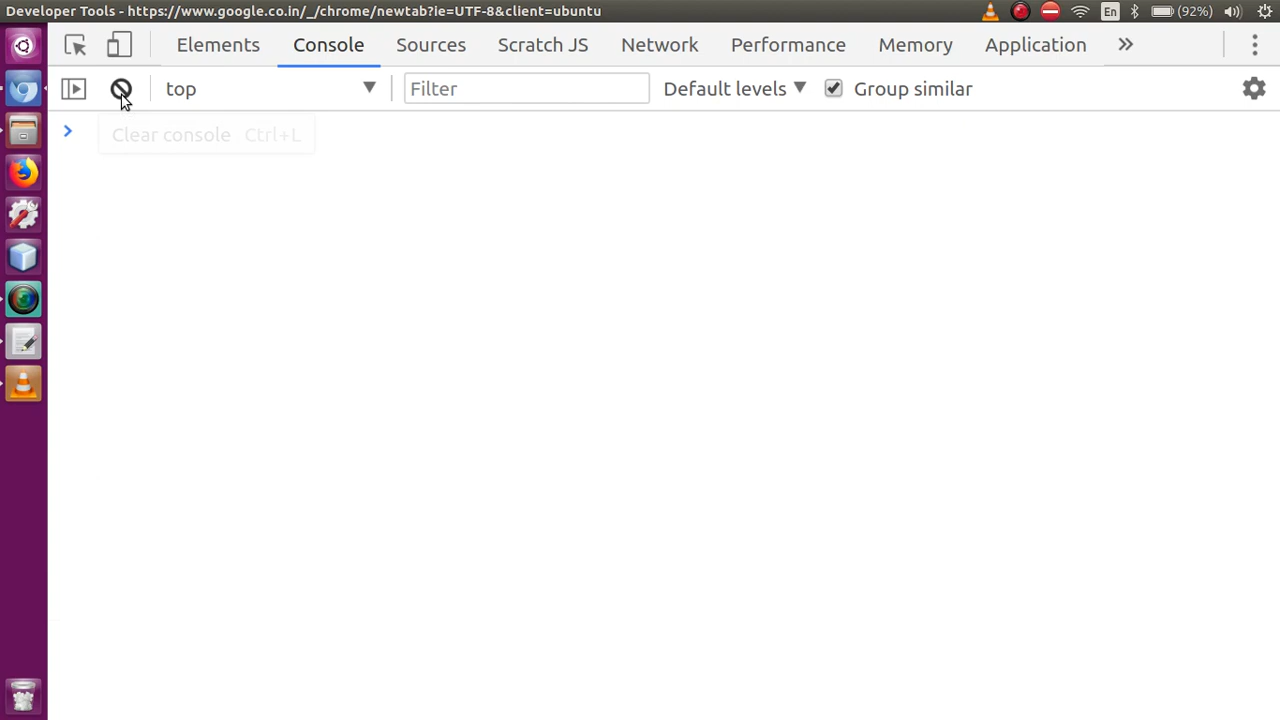 Developer Tools - https://www.google.co.in/_/chrome/newtab?ie=UTF-8&client=ubuntu En (92%)
Elements Console Sources Scratch JS Network Performance Memory Application
top Filter Default levels Group similar
Clear console Ctrl+L